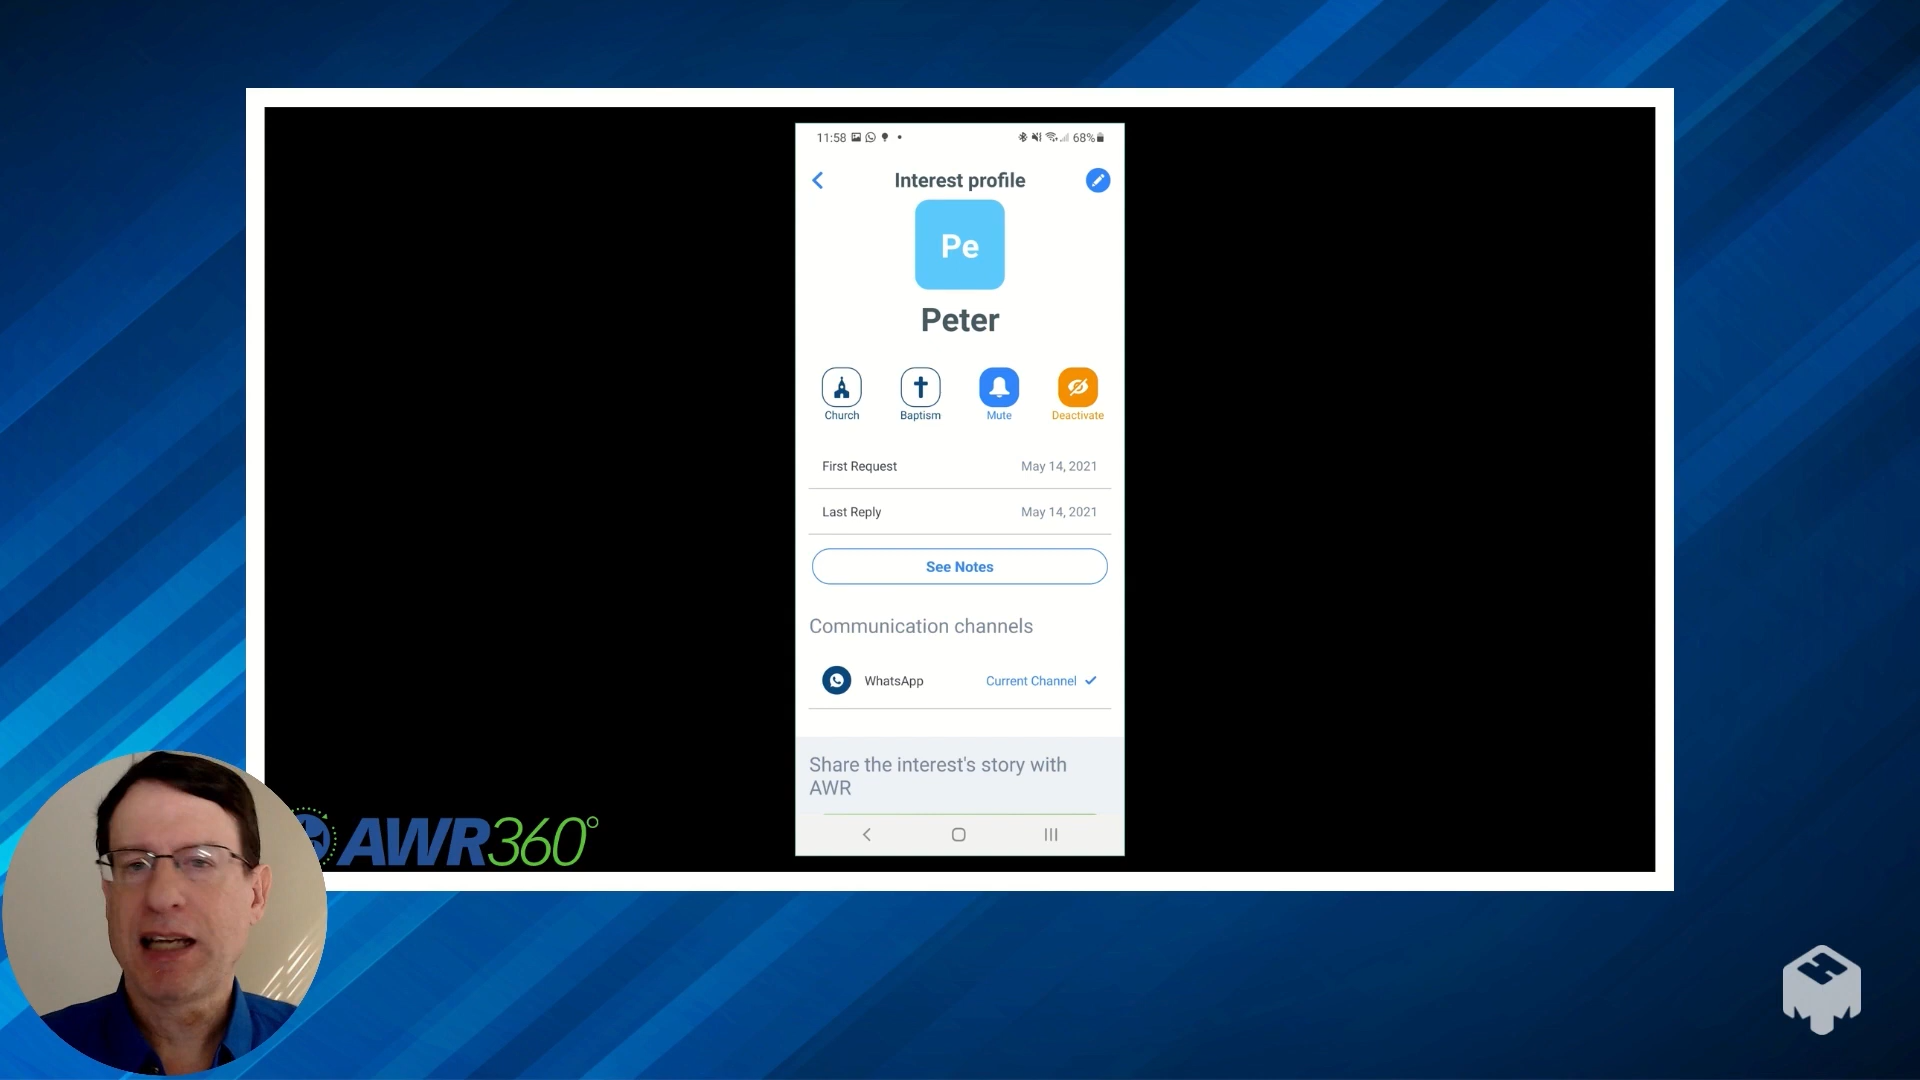 11:58
68%
Interest profile
Pe
Peter
Church
Baptism
Mute
Deactivate
First Request
May 14, 2021
Last Reply
May 14, 2021
See Notes
Communication channels
WhatsApp
Current Channel
Share the interest's story with
AWR
AWR360°